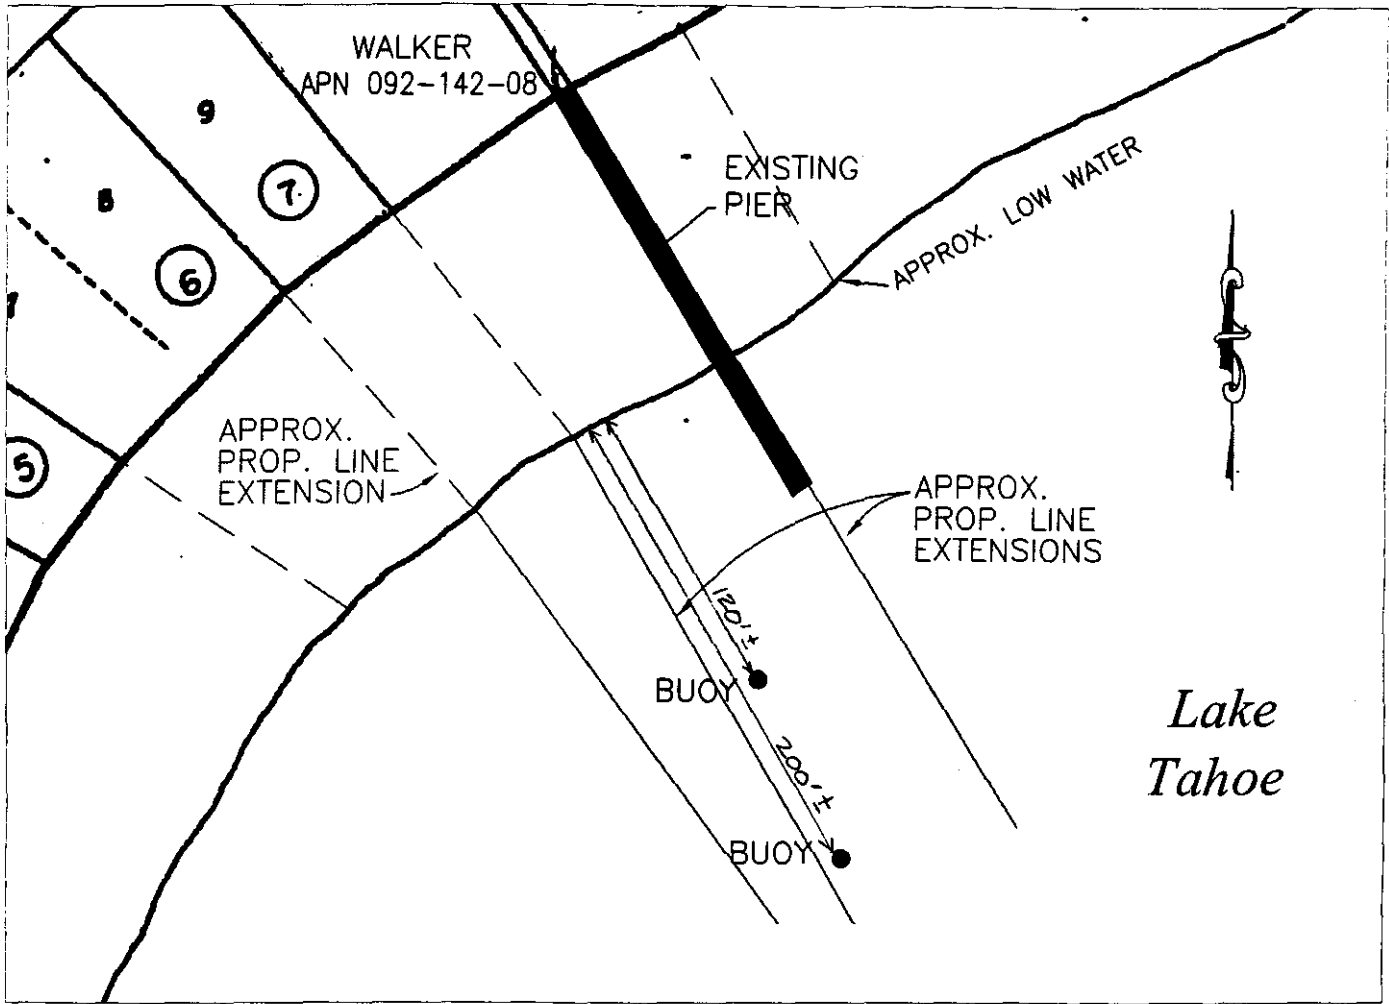 WALKER
APN 092-142-08
9
7
8
6
5
EXISTING
PIER
APPROX. LOW WATER
APPROX.
PROP. LINE
EXTENSION
APPROX.
PROP. LINE
EXTENSIONS
120'±
BUOY
200'±
BUOY
Lake
Tahoe